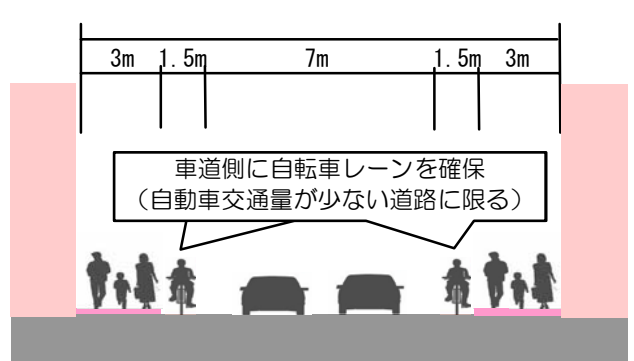 3m 1.5m 7m 1.5m 3m
車道側に自転車レーンを確保
（自動車交通量が少ない道路に限る）